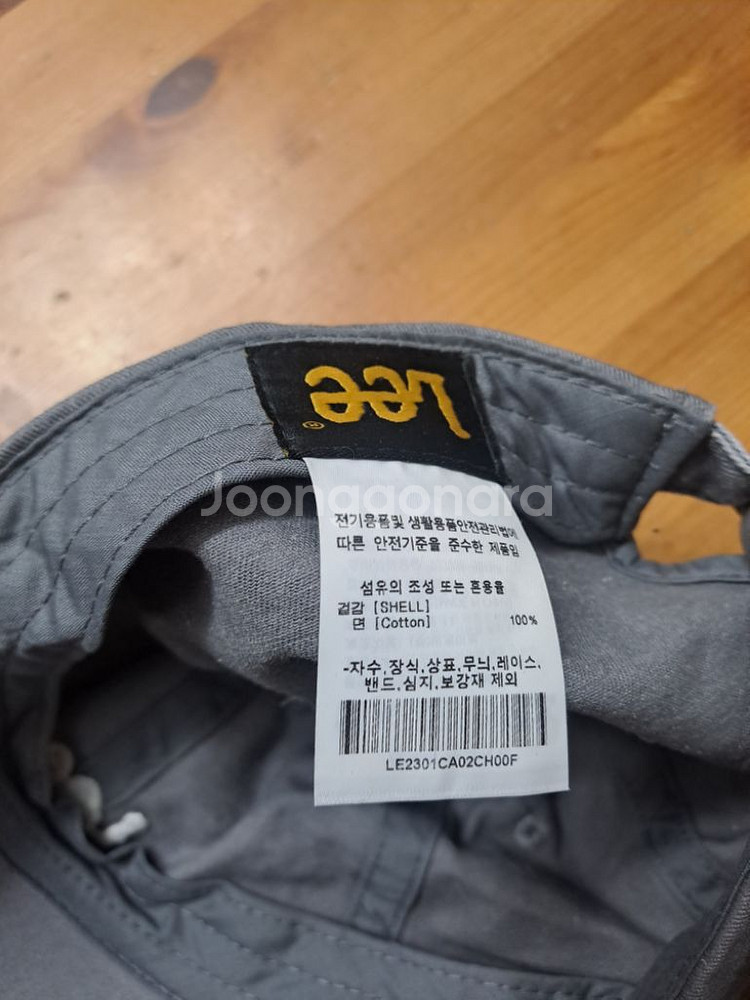 Lee
®
Joonggonara
전기용품및 생활용품안전관리법에
따른 안전기준을 준수한 제품임
섬유의 조성 또는 혼용율
겉감 [SHELL]
면 [Cotton] 100%
-자수,장식,상표,무늬,레이스,
밴드,심지,보강재 제외
LE2301CA02CH00F